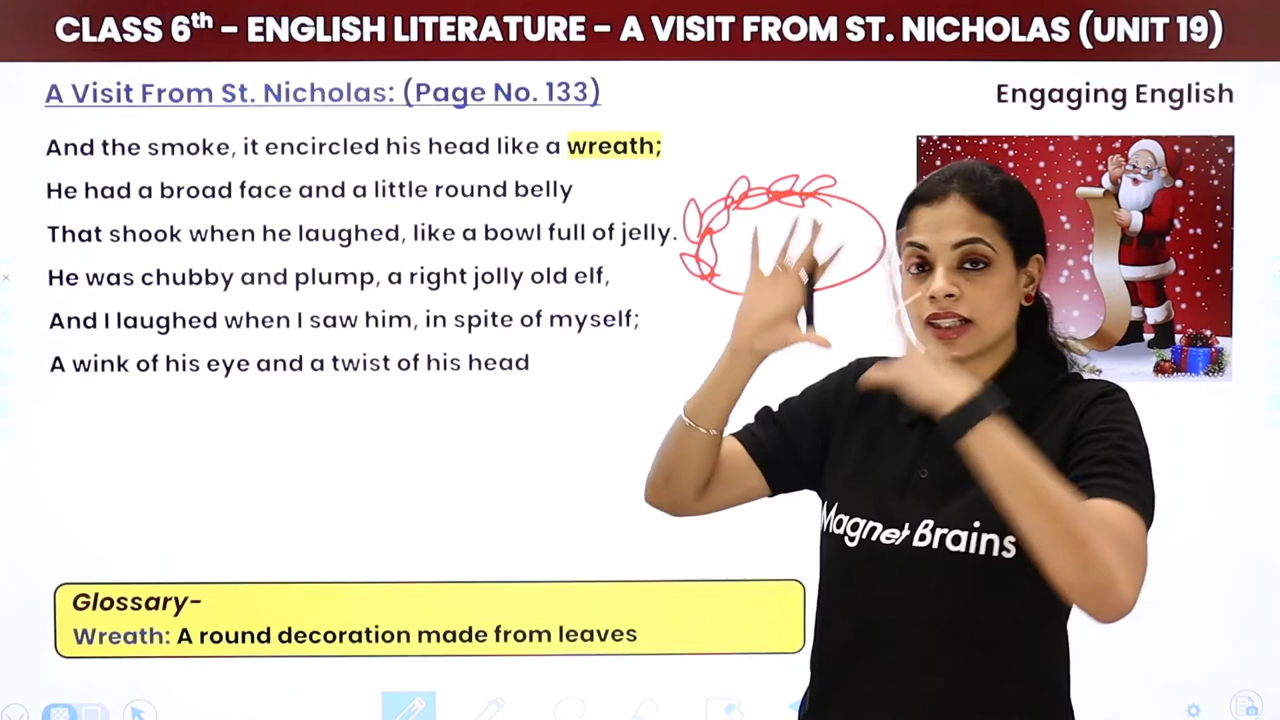 CLASS 6th – ENGLISH LITERATURE – A VISIT FROM ST. NICHOLAS (UNIT 19)
A Visit From St. Nicholas: (Page No. 133)
Engaging English
And the smoke, it encircled his head like a wreath;
He had a broad face and a little round belly
That shook when he laughed, like a bowl full of jelly.
He was chubby and plump, a right jolly old elf,
And I laughed when I saw him, in spite of myself;
A wink of his eye and a twist of his head
Magnet Brains
Glossary-
Wreath: A round decoration made from leaves